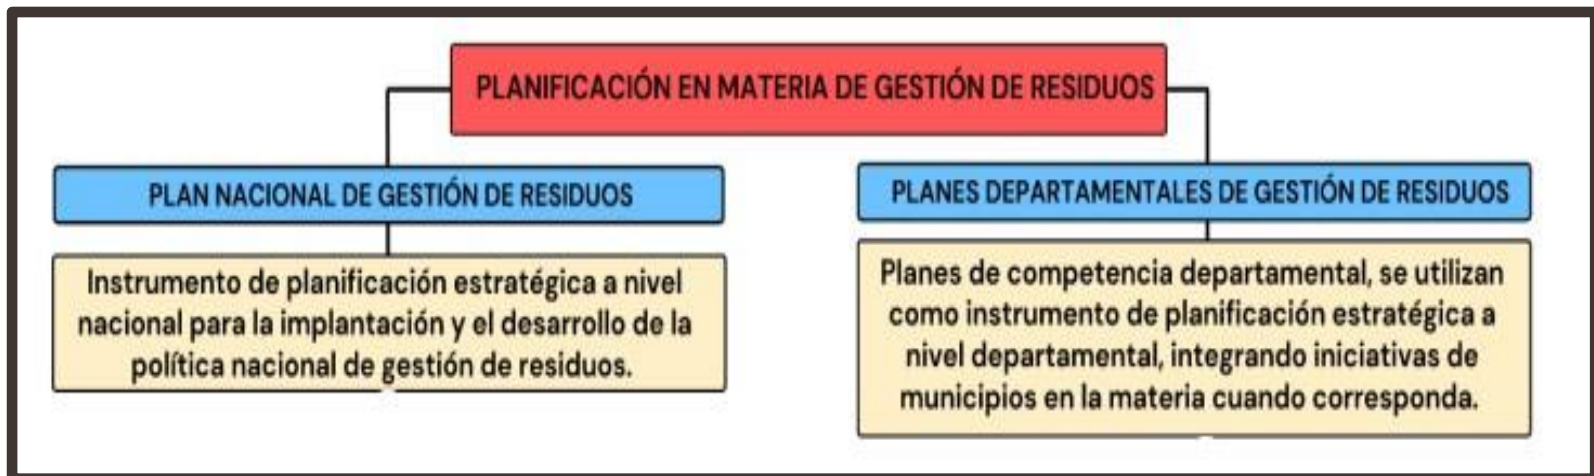 PLANIFICACIÓN EN MATERIA DE GESTIÓN DE RESIDUOS
PLAN NACIONAL DE GESTIÓN DE RESIDUOS
Instrumento de planificación estratégica a nivel
nacional para la implantación y el desarrollo de la
política nacional de gestión de residuos.
PLANES DEPARTAMENTALES DE GESTIÓN DE RESIDUOS
Planes de competencia departamental, se utilizan
como instrumento de planificación estratégica a
nivel departamental, integrando iniciativas de
municipios en la materia cuando corresponda.